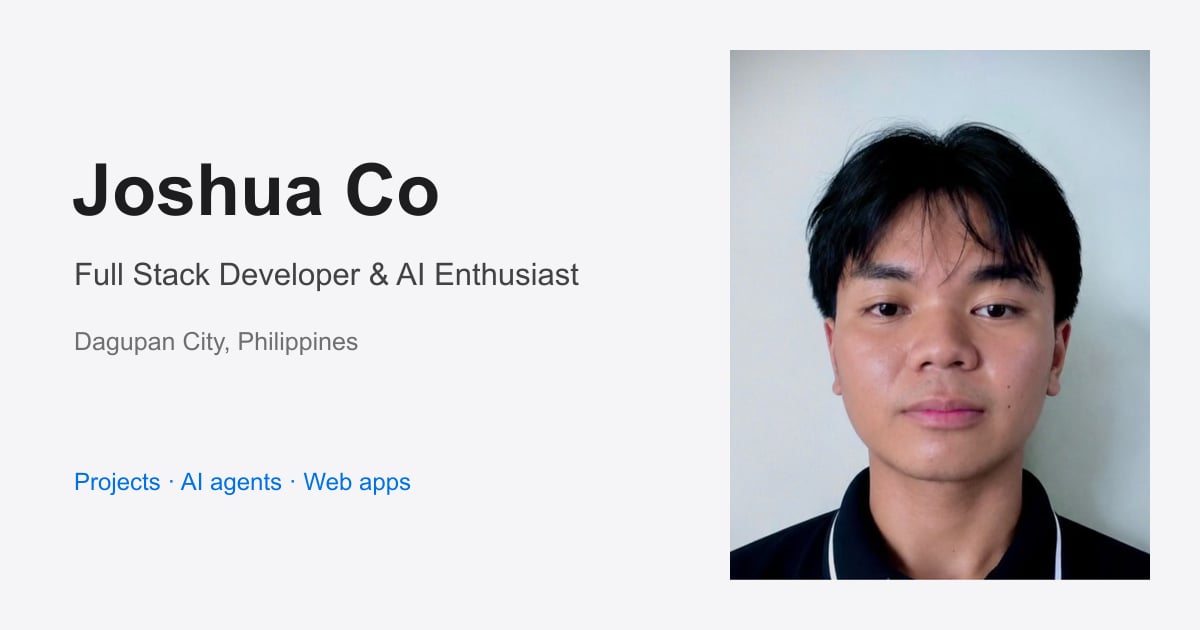 Joshua Co
Full Stack Developer & AI Enthusiast
Dagupan City, Philippines
Projects · AI agents · Web apps